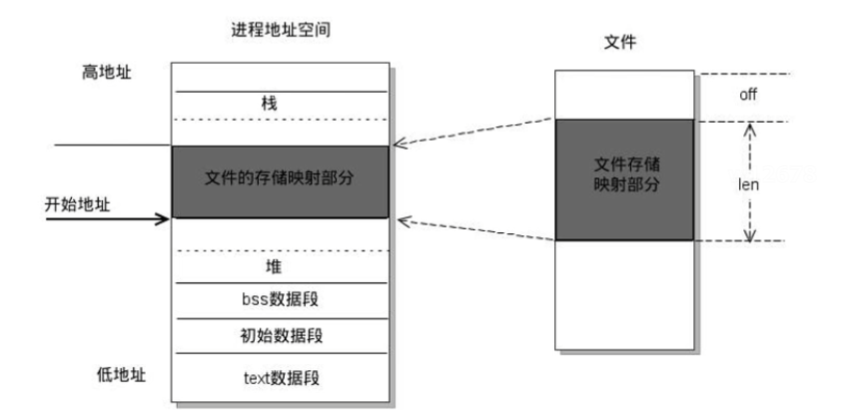 进程地址空间
文件
高地址
off
栈
文件的存储映射部分
文件存储
映射部分
len
开始地址
堆
bss数据段
初始数据段
低地址
text数据段